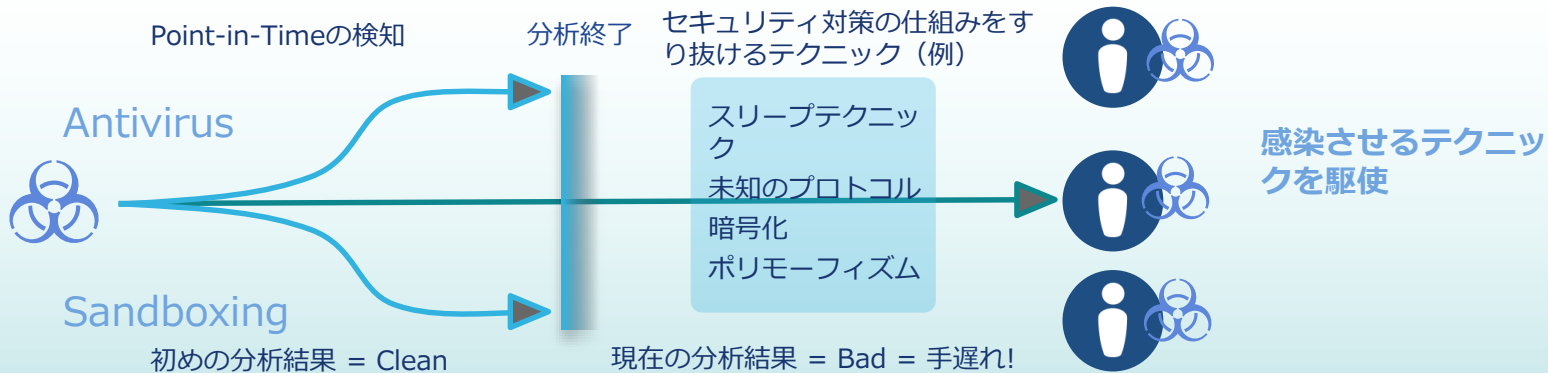 Point-in-Timeの検知
分析終了
セキュリティ対策の仕組みをす
り抜けるテクニック（例）
Antivirus
スリープテクニッ
ク
未知のプロトコル
暗号化
ポリモーフィズム
感染させるテクニッ
クを駆使
Sandboxing
初めの分析結果 = Clean
現在の分析結果 = Bad = 手遅れ!